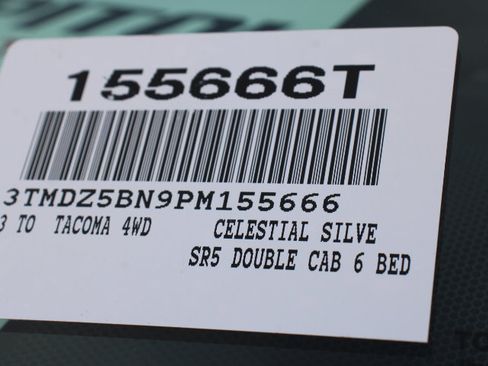 155666T
3TMDZ5BN9PM155666
3 TO TACOMA 4WD CELESTIAL SILVE
SR5 DOUBLE CAB 6 BED